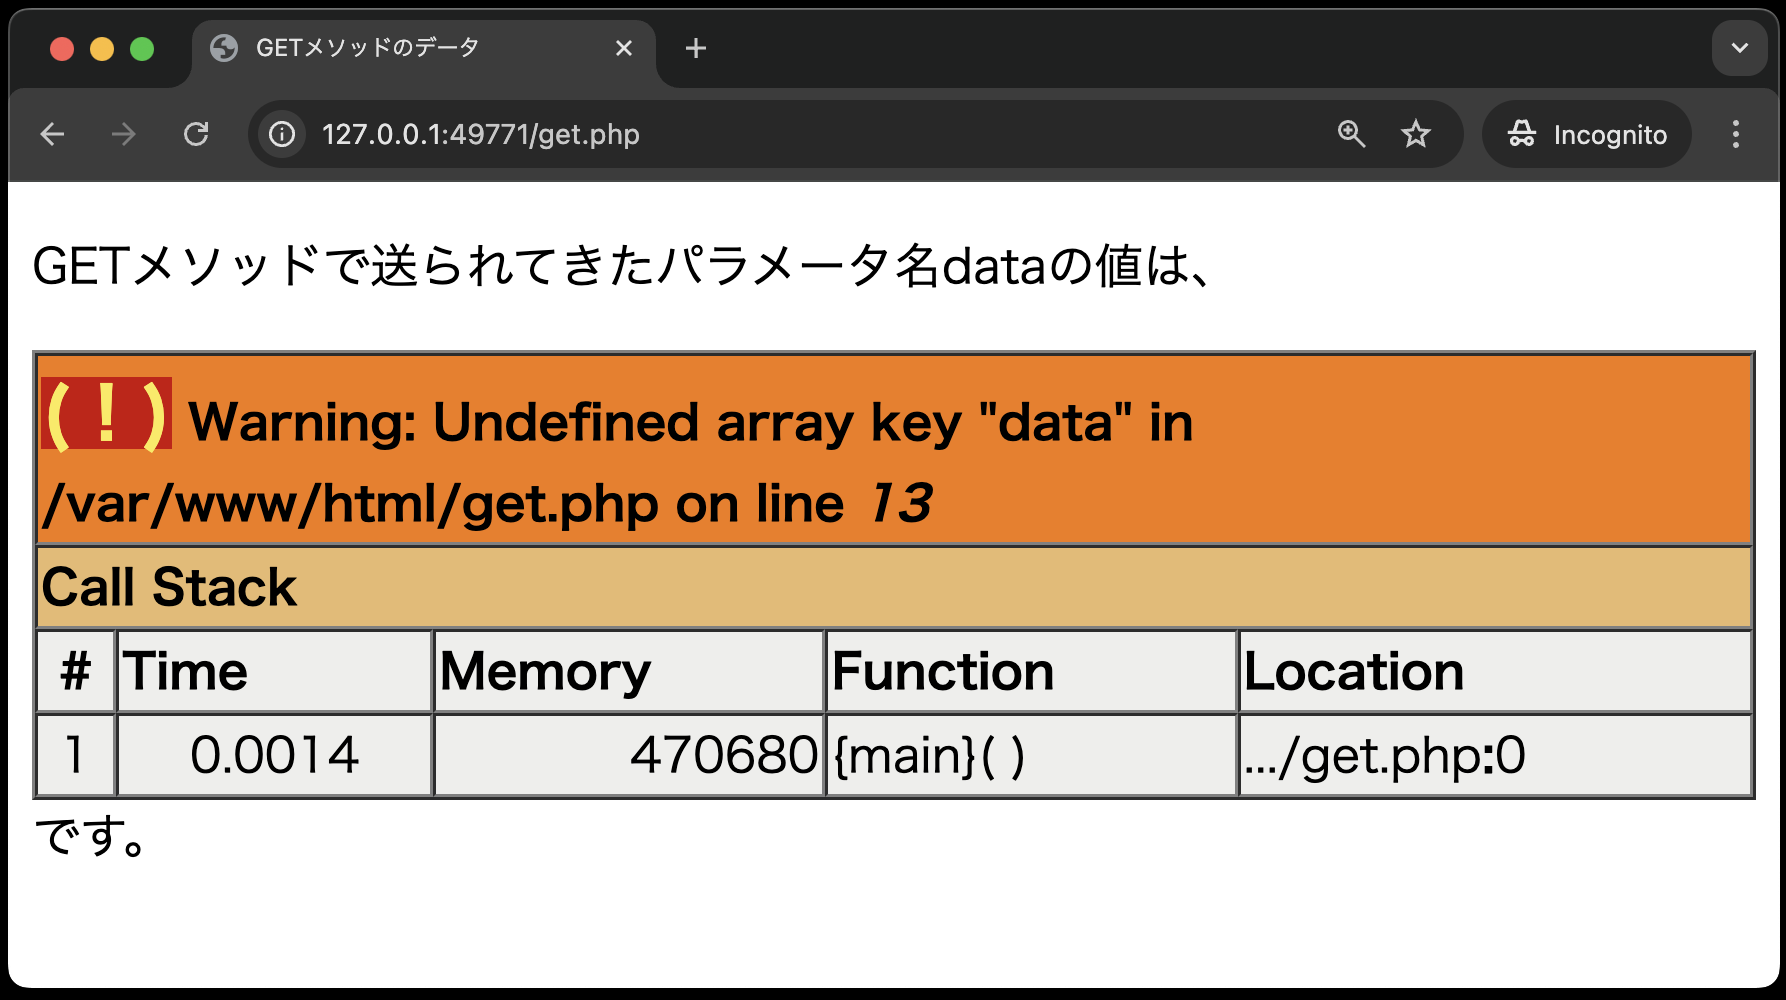 GETメソッドのデータ
127.0.0.1:49771/get.php
Incognito
GETメソッドで送られてきたパラメータ名dataの値は、
( ! ) Warning: Undefined array key "data" in
/var/www/html/get.php on line 13
Call Stack
# Time Memory Function Location
1 0.0014 470680 {main}( ) .../get.php:0
です。